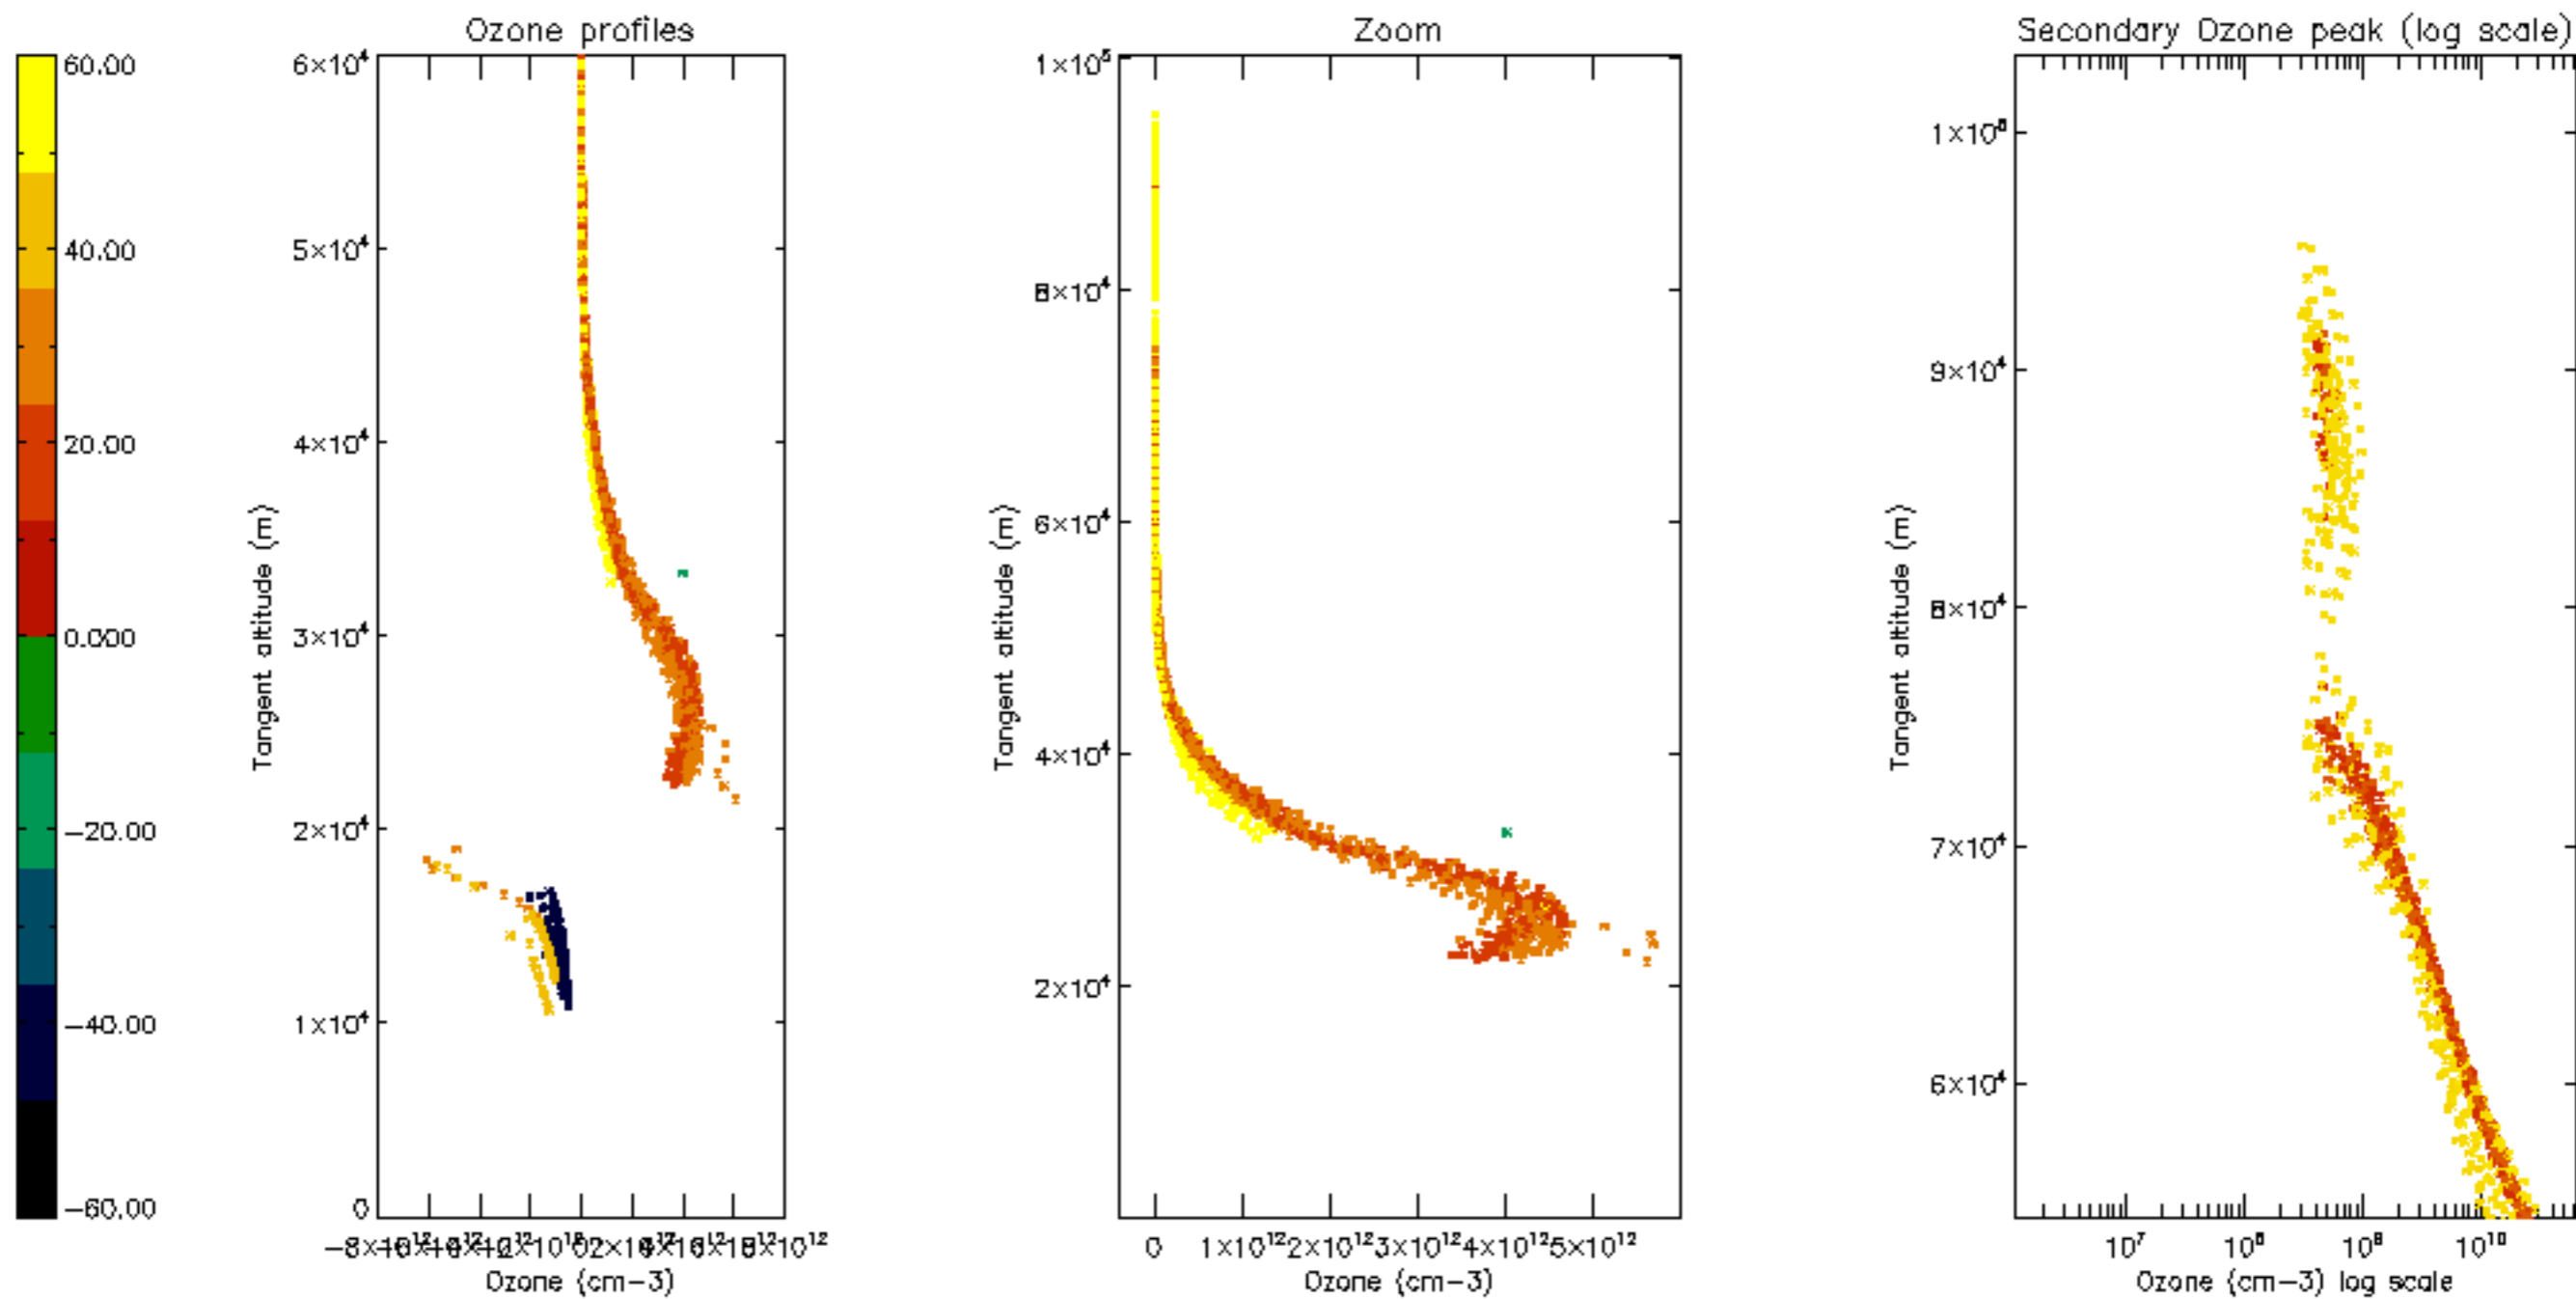 Ozone profiles
Zoom
Secondary Ozone peak (log scale)
60.00
40.00
20.00
0.000
−20.00
−40.00
−60.00
6×10⁴
5×10⁴
4×10⁴
3×10⁴
2×10⁴
1×10⁴
0
Tangent altitude (m)
Ozone (cm−3)
1×10⁵
8×10⁴
6×10⁴
4×10⁴
2×10⁴
Tangent altitude (m)
0 1×10¹² 2×10¹² 3×10¹² 4×10¹² 5×10¹²
Ozone (cm−3)
9×10⁴
8×10⁴
7×10⁴
6×10⁴
Tangent altitude (m)
10⁷ 10⁸ 10⁹ 10¹⁰
Ozone (cm−3) log scale